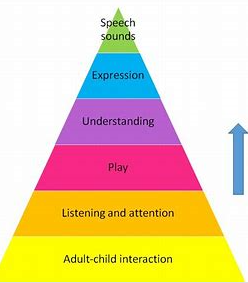 Speech
sounds
Expression
Understanding
Play
Listening and attention
Adult-child interaction